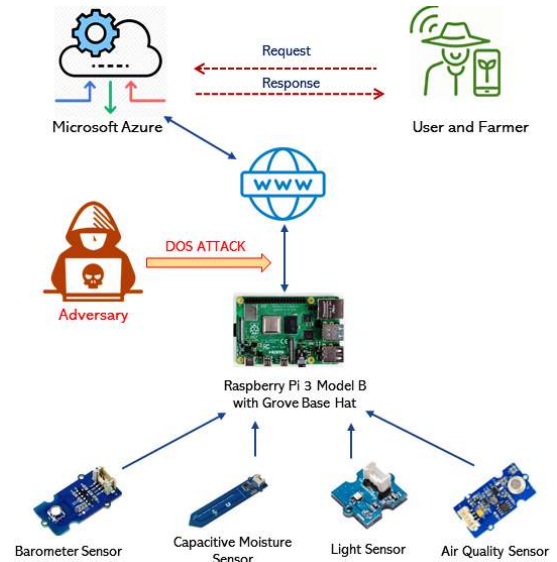 Request
Response
Microsoft Azure
User and Farmer
WWW
DOS ATTACK
Adversary
Raspberry Pi 3 Model B
with Grove Base Hat
Barometer Sensor
Capacitive Moisture
Sensor
Light Sensor
Air Quality Sensor